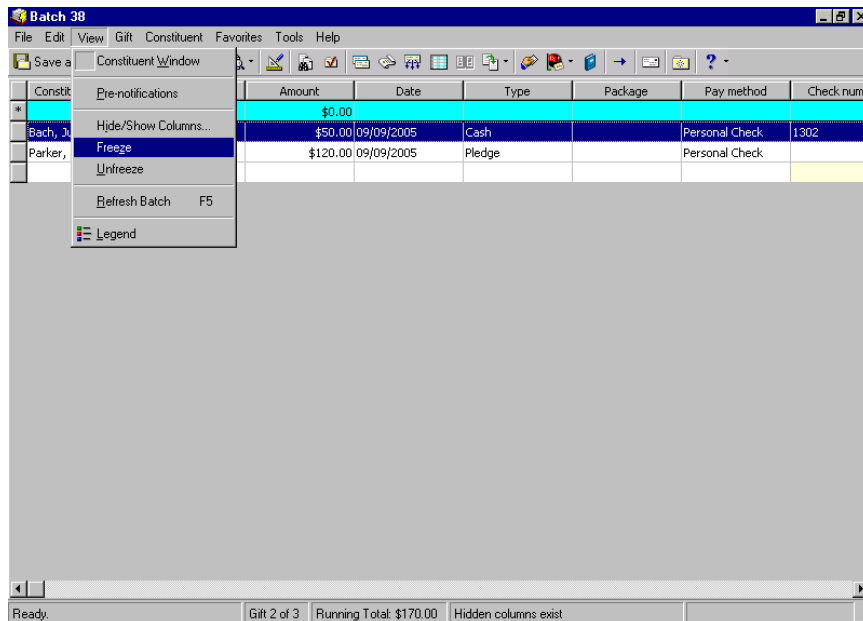 Batch 38
File Edit View Gift Constituent Favorites Tools Help
Save a
Constituent Window
Pre-notifications
Hide/Show Columns...
Freeze
Unfreeze
Refresh Batch F5
Legend
Constit Amount Date Type Package Pay method Check num
* $0.00
Bach, Ju $50.00 09/09/2005 Cash Personal Check 1302
Parker, $120.00 09/09/2005 Pledge Personal Check
Ready. Gift 2 of 3 Running Total: $170.00 Hidden columns exist